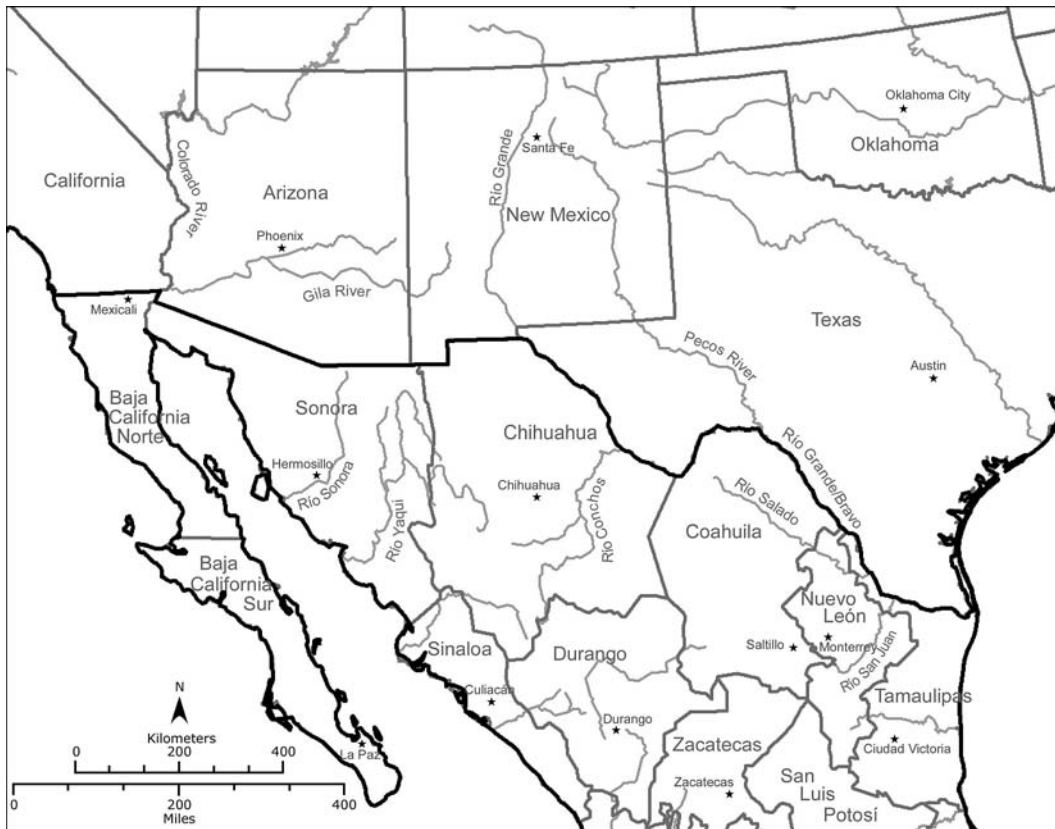 Oklahoma City
Oklahoma
Santa Fe
Río Grande
New Mexico
Colorado River
California
Arizona
Phoenix
Gila River
Mexicali
Texas
Pecos River
Austin
Baja
California
Norte
Sonora
Hermosillo
Río Sonora
Río Yaqui
Chihuahua
Chihuahua
Río Conchos
Río Grande/Bravo
Río Salado
Coahuila
Baja
California
Sur
Nuevo
León
Saltillo
Monterrey
Río San Juan
Sinaloa
Culiacán
Durango
Durango
Tamaulipas
Ciudad Victoria
Zacatecas
Zacatecas
San
Luis
Potosí
La Paz
N
Kilometers
0 200 400
0 200 400
Miles